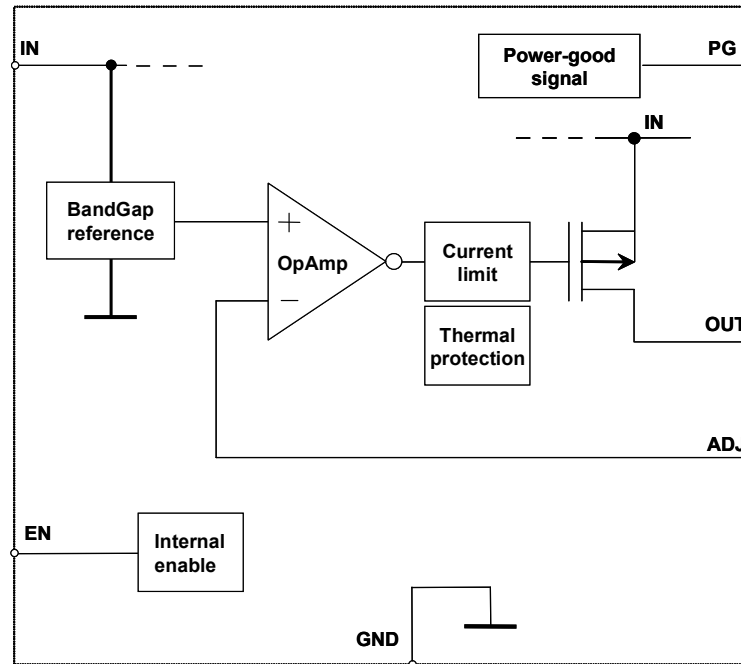 IN
Power-good
signal
PG
IN
BandGap
reference
+
OpAmp
−
Current
limit
Thermal
protection
OUT
ADJ
EN
Internal
enable
GND